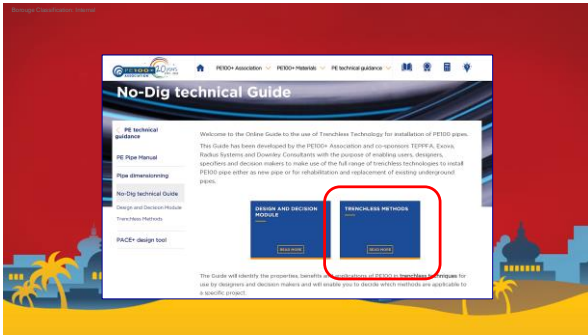 Borouge Classification: Internal
PE100+ 20 years
ASSOCIATION
PE100+ Association
PE100+ Materials
PE technical guidance
No-Dig technical Guide
PE technical
guidance
PE Pipe Manual
Pipe dimensionning
No-Dig technical Guide
Design and Decision Module
Trenchless Methods
PACE+ design tool
Welcome to the Online Guide to the use of Trenchless Technology for installation of PE100 pipes.
This Guide has been developed by the PE100+ Association and co-sponsors TEPPFA, Exova,
Radius Systems and Downley Consultants with the purpose of enabling users, designers,
specifiers and decision makers to make use of the full range of trenchless technologies to install
PE100 pipe either as new pipe or for rehabilitation and replacement of existing underground
pipes.
DESIGN AND DECISION
MODULE
READ MORE
TRENCHLESS METHODS
READ MORE
The Guide will identify the properties, benefits and applications of PE100 in trenchless techniques for
use by designers and decision makers and will enable you to decide which methods are applicable to
a specific project.